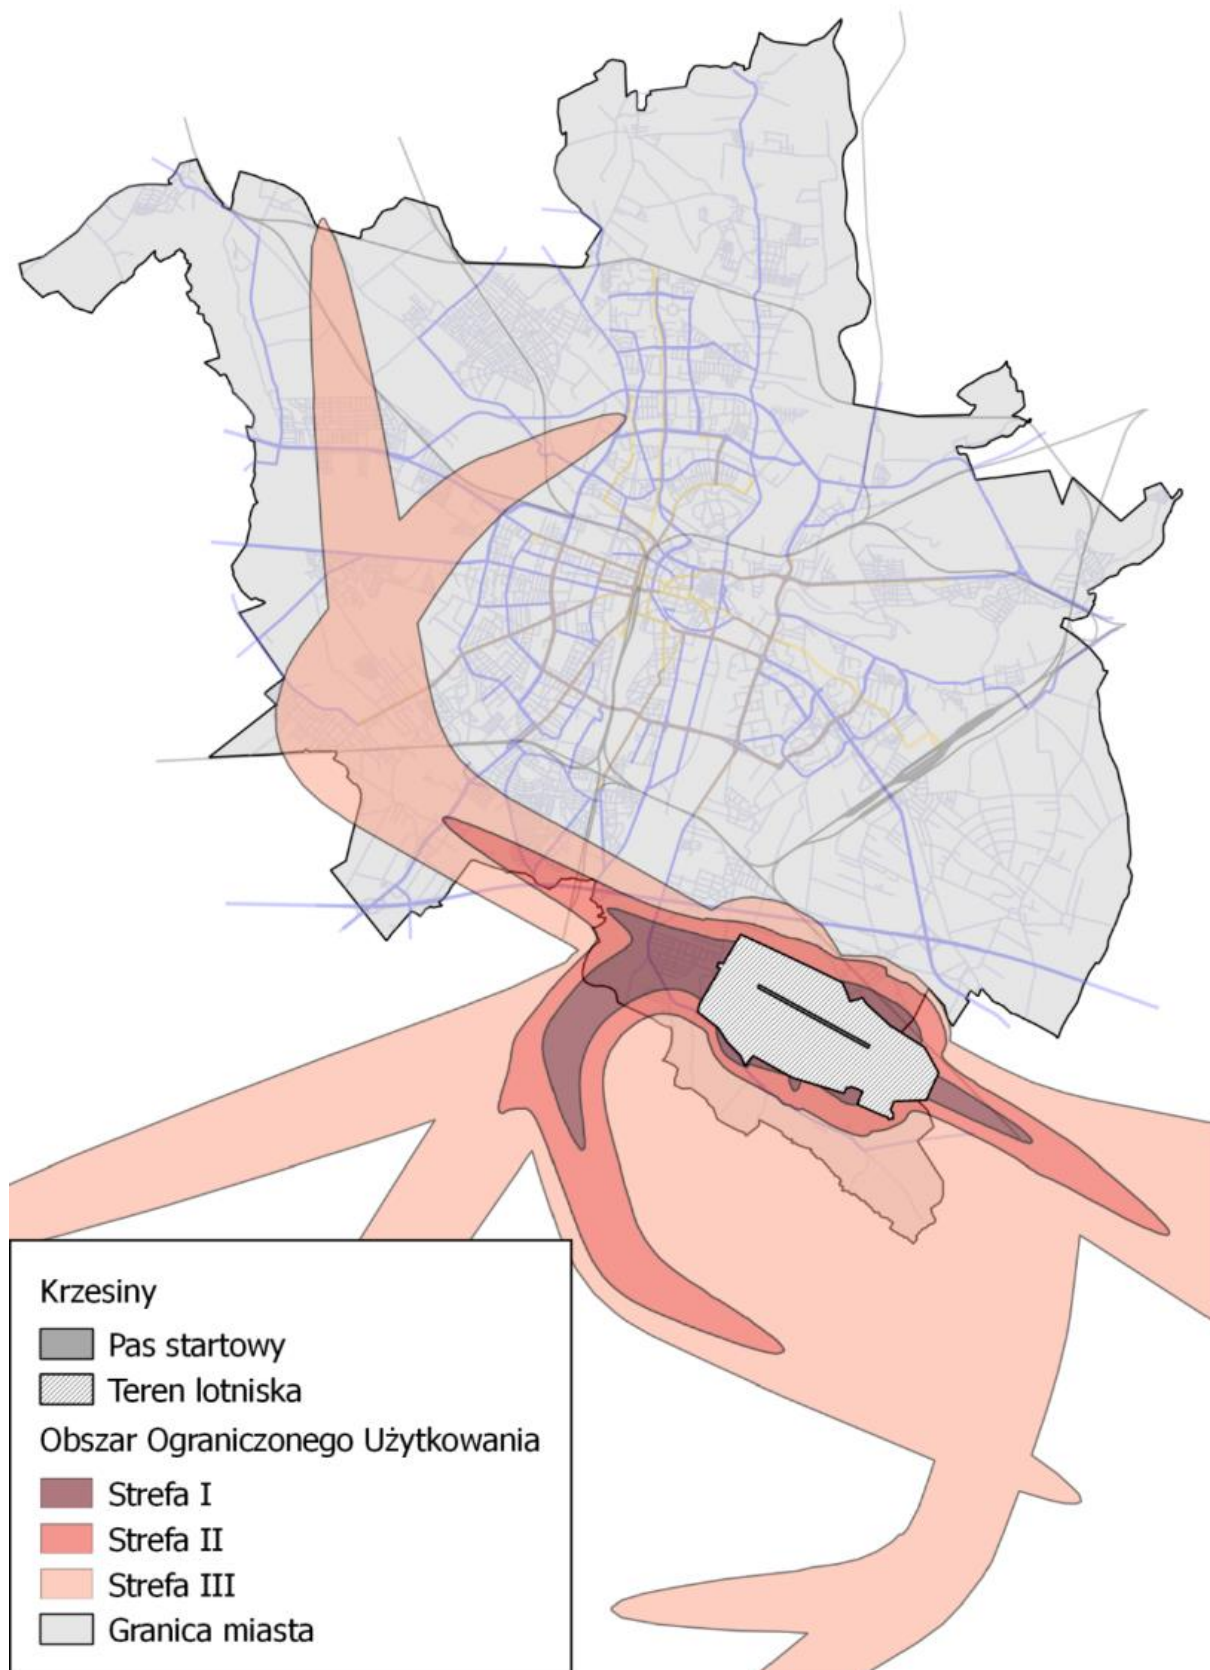 Krzesiny
Pas startowy
Teren lotniska
Obszar Ograniczonego Użytkowania
Strefa I
Strefa II
Strefa III
Granica miasta